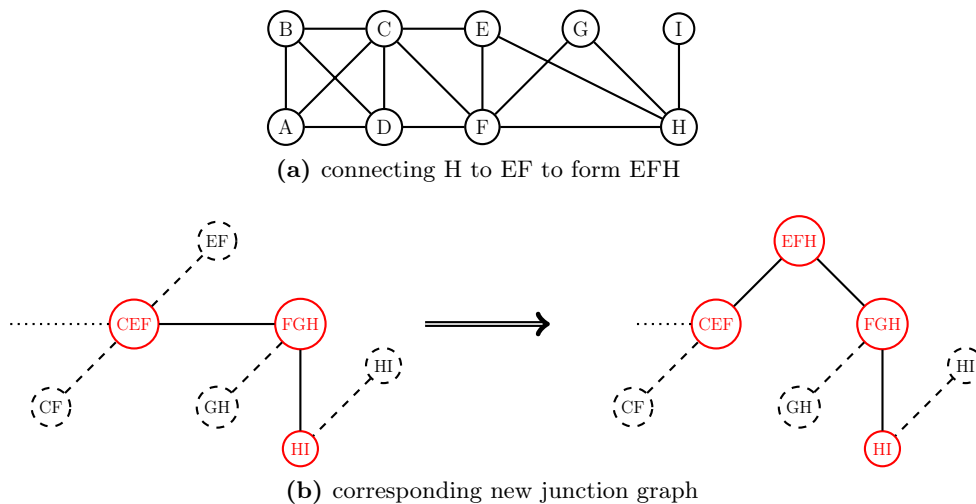 B C E G I
A D F H
(a) connecting H to EF to form EFH
EF EFH
CEF FGH CEF FGH
HI HI
CF GH CF GH
HI HI
(b) corresponding new junction graph